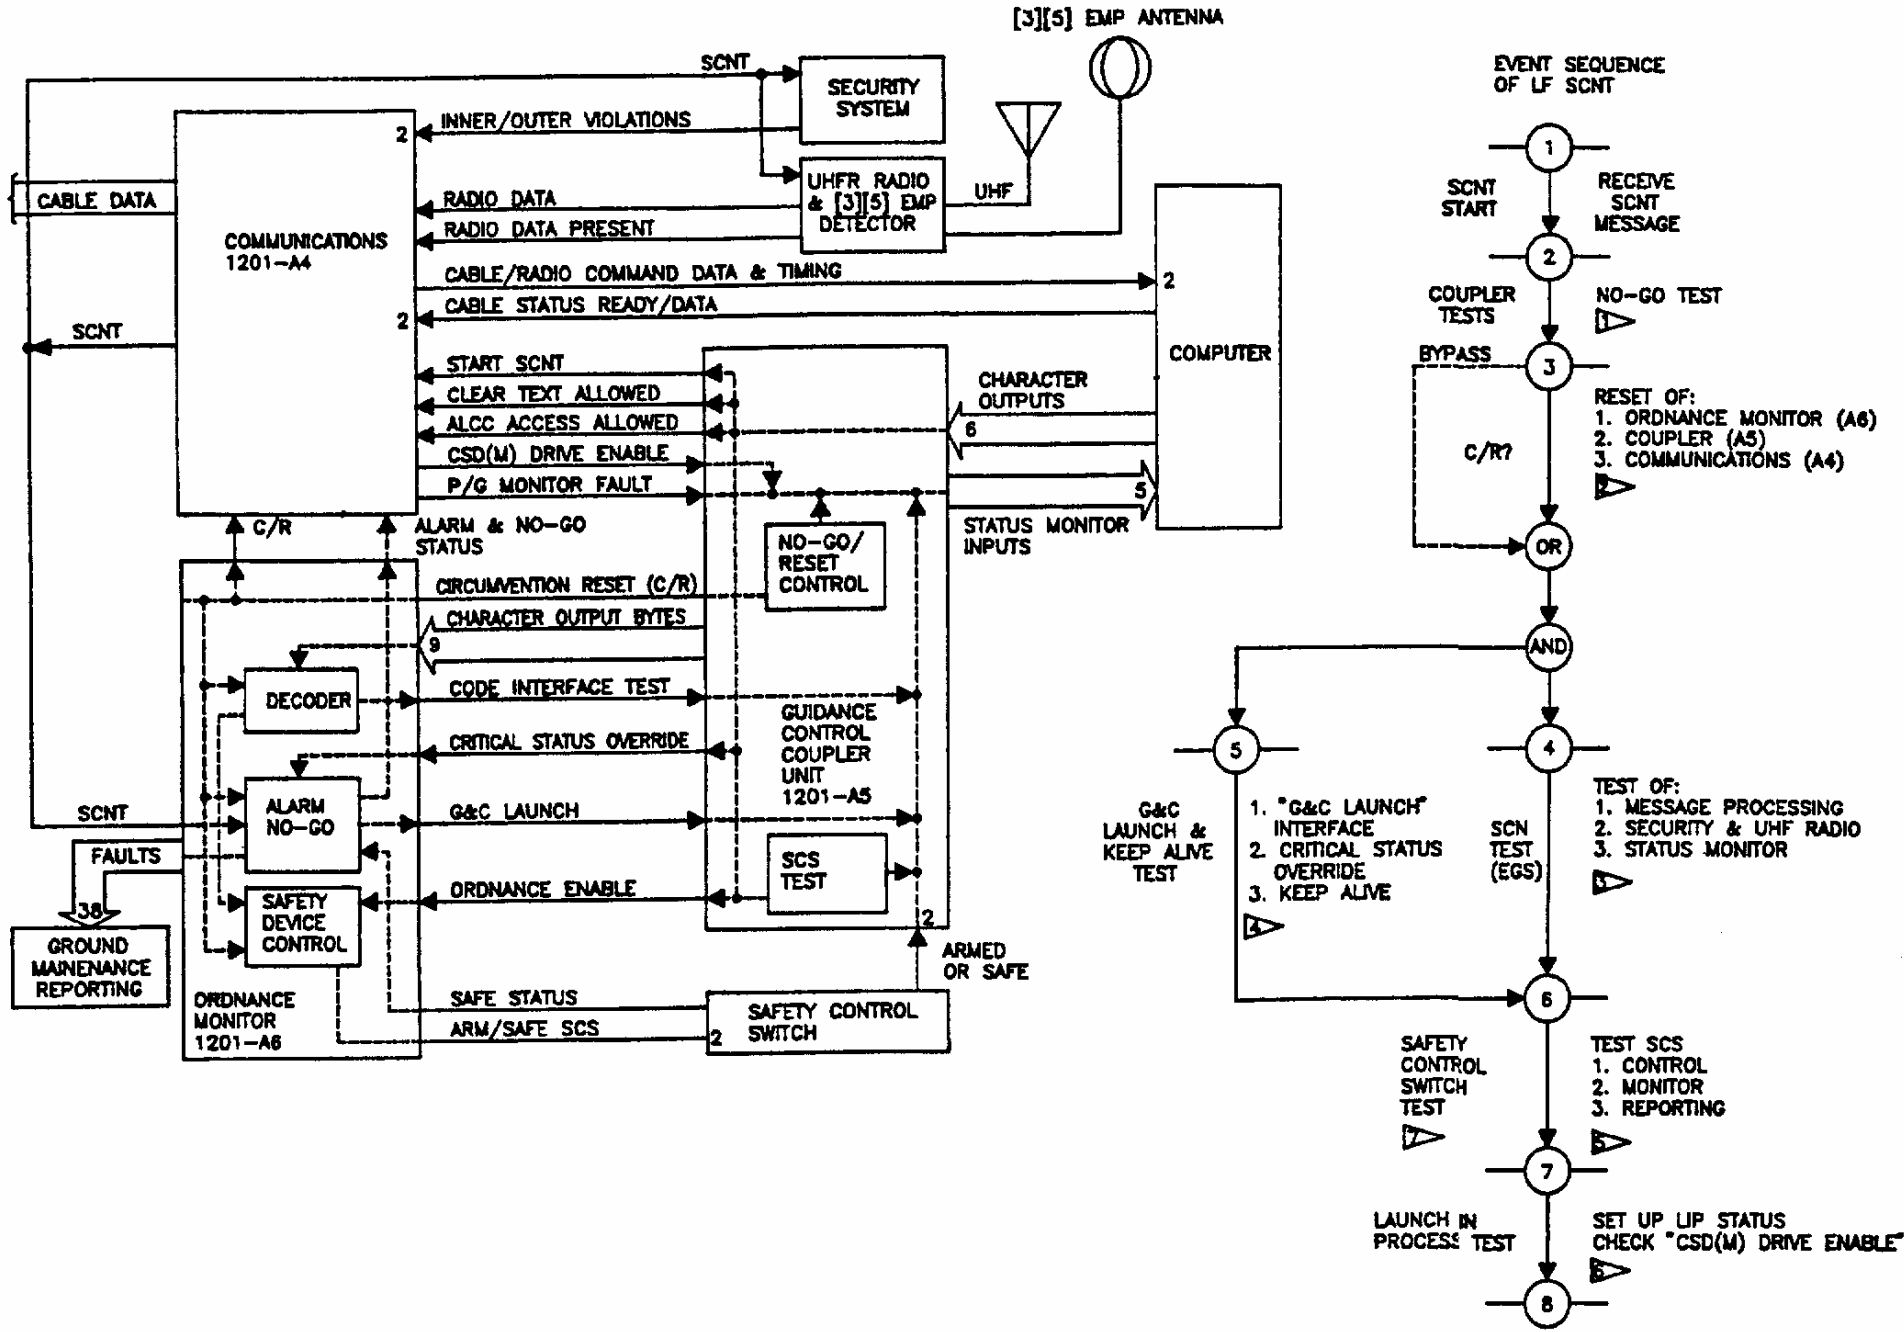 [3][5] EMP ANTENNA
SCNT
SECURITY
SYSTEM
INNER/OUTER VIOLATIONS
2
CABLE DATA
COMMUNICATIONS
1201-A4
UHFR RADIO
& [3][5] EMP
DETECTOR
UHF
RADIO DATA
RADIO DATA PRESENT
CABLE/RADIO COMMAND DATA & TIMING
2
CABLE STATUS READY/DATA
2
SCNT
COMPUTER
START SCNT
CLEAR TEXT ALLOWED
ALCC ACCESS ALLOWED
CSD(M) DRIVE ENABLE
P/G MONITOR FAULT
CHARACTER
OUTPUTS
6
5
STATUS MONITOR
INPUTS
C/R
ALARM & NO-GO
STATUS
NO-GO/
RESET
CONTROL
CIRCUMVENTION RESET (C/R)
CHARACTER OUTPUT BYTES
9
DECODER
CODE INTERFACE TEST
GUIDANCE
CONTROL
COUPLER
UNIT
1201-A5
CRITICAL STATUS OVERRIDE
ALARM
NO-GO
SCNT
G&C LAUNCH
FAULTS
SCS
TEST
ORDNANCE ENABLE
SAFETY
DEVICE
CONTROL
38
2
GROUND
MAINENANCE
REPORTING
ARMED
OR SAFE
ORDNANCE
MONITOR
1201-A6
SAFE STATUS
ARM/SAFE SCS
2
SAFETY CONTROL
SWITCH
EVENT SEQUENCE
OF LF SCNT
1
SCNT
START
RECEIVE
SCNT
MESSAGE
2
COUPLER
TESTS
NO-GO TEST
1
BYPASS
3
RESET OF:
1. ORDNANCE MONITOR (A6)
2. COUPLER (A5)
3. COMMUNICATIONS (A4)
C/R?
OR
AND
5
4
G&C
LAUNCH &
KEEP ALIVE
TEST
1. "G&C LAUNCH"
INTERFACE
2. CRITICAL STATUS
OVERRIDE
3. KEEP ALIVE
4
SCN
TEST
(EGS)
TEST OF:
1. MESSAGE PROCESSING
2. SECURITY & UHF RADIO
3. STATUS MONITOR
3
6
SAFETY
CONTROL
SWITCH
TEST
7
TEST SCS
1. CONTROL
2. MONITOR
3. REPORTING
5
7
LAUNCH IN
PROCESS TEST
SET UP LIP STATUS
CHECK "CSD(M) DRIVE ENABLE"
6
8